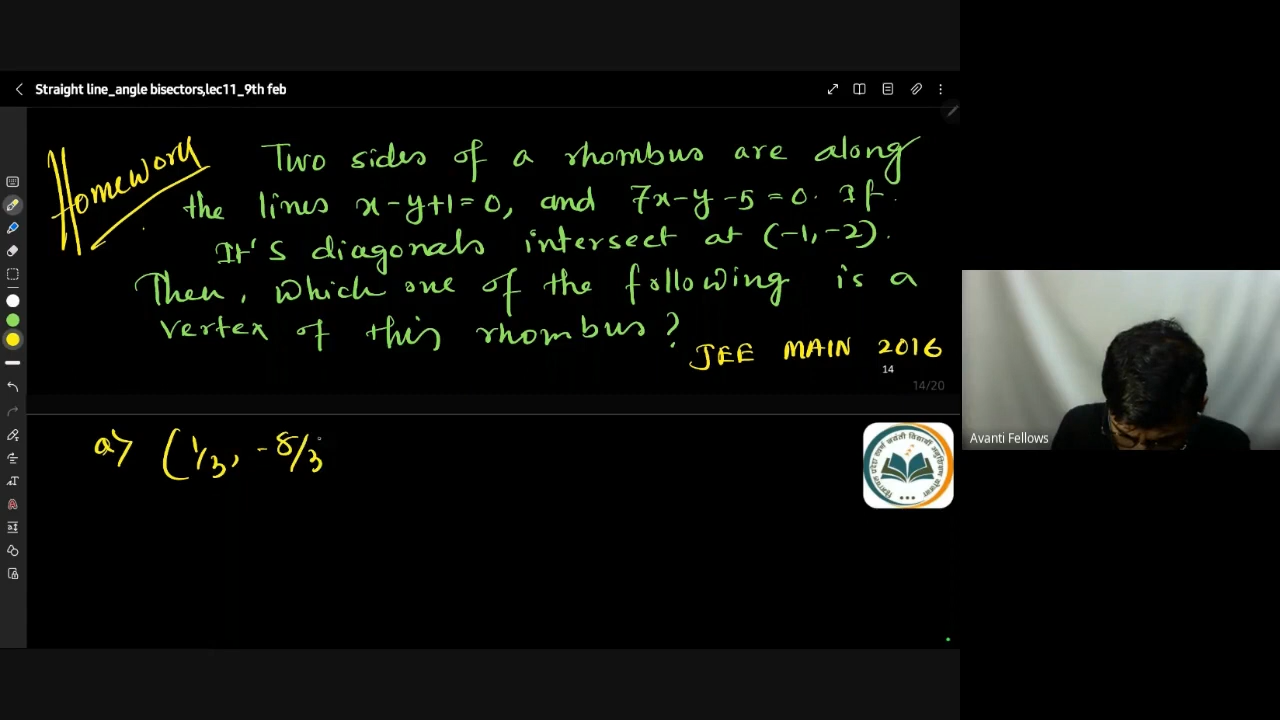 Straight line_angle bisectors,lec11_9th feb
Homework
Two sides of a rhombus are along
the lines x-y+1=0, and 7x-y-5=0. If
It's diagonals intersect at (-1,-2).
Then, which one of the following is a
vertex of this rhombus?
JEE MAIN 2016
14
14/20
a> (1/3, -8/3
Avanti Fellows